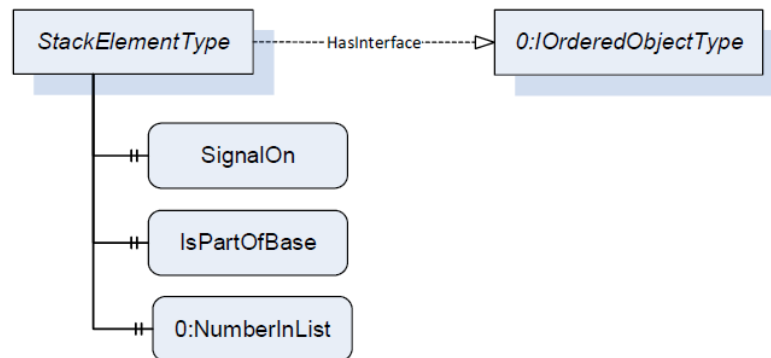 StackElementType
HasInterface
0:IOrderedObjectType
SignalOn
IsPartOfBase
0:NumberInList